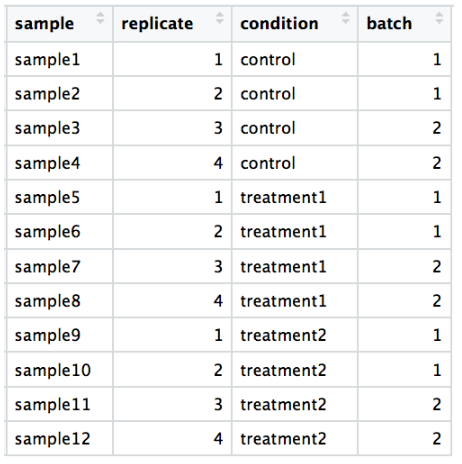 sample replicate condition batch
sample1 1 control 1
sample2 2 control 1
sample3 3 control 2
sample4 4 control 2
sample5 1 treatment1 1
sample6 2 treatment1 1
sample7 3 treatment1 2
sample8 4 treatment1 2
sample9 1 treatment2 1
sample10 2 treatment2 1
sample11 3 treatment2 2
sample12 4 treatment2 2